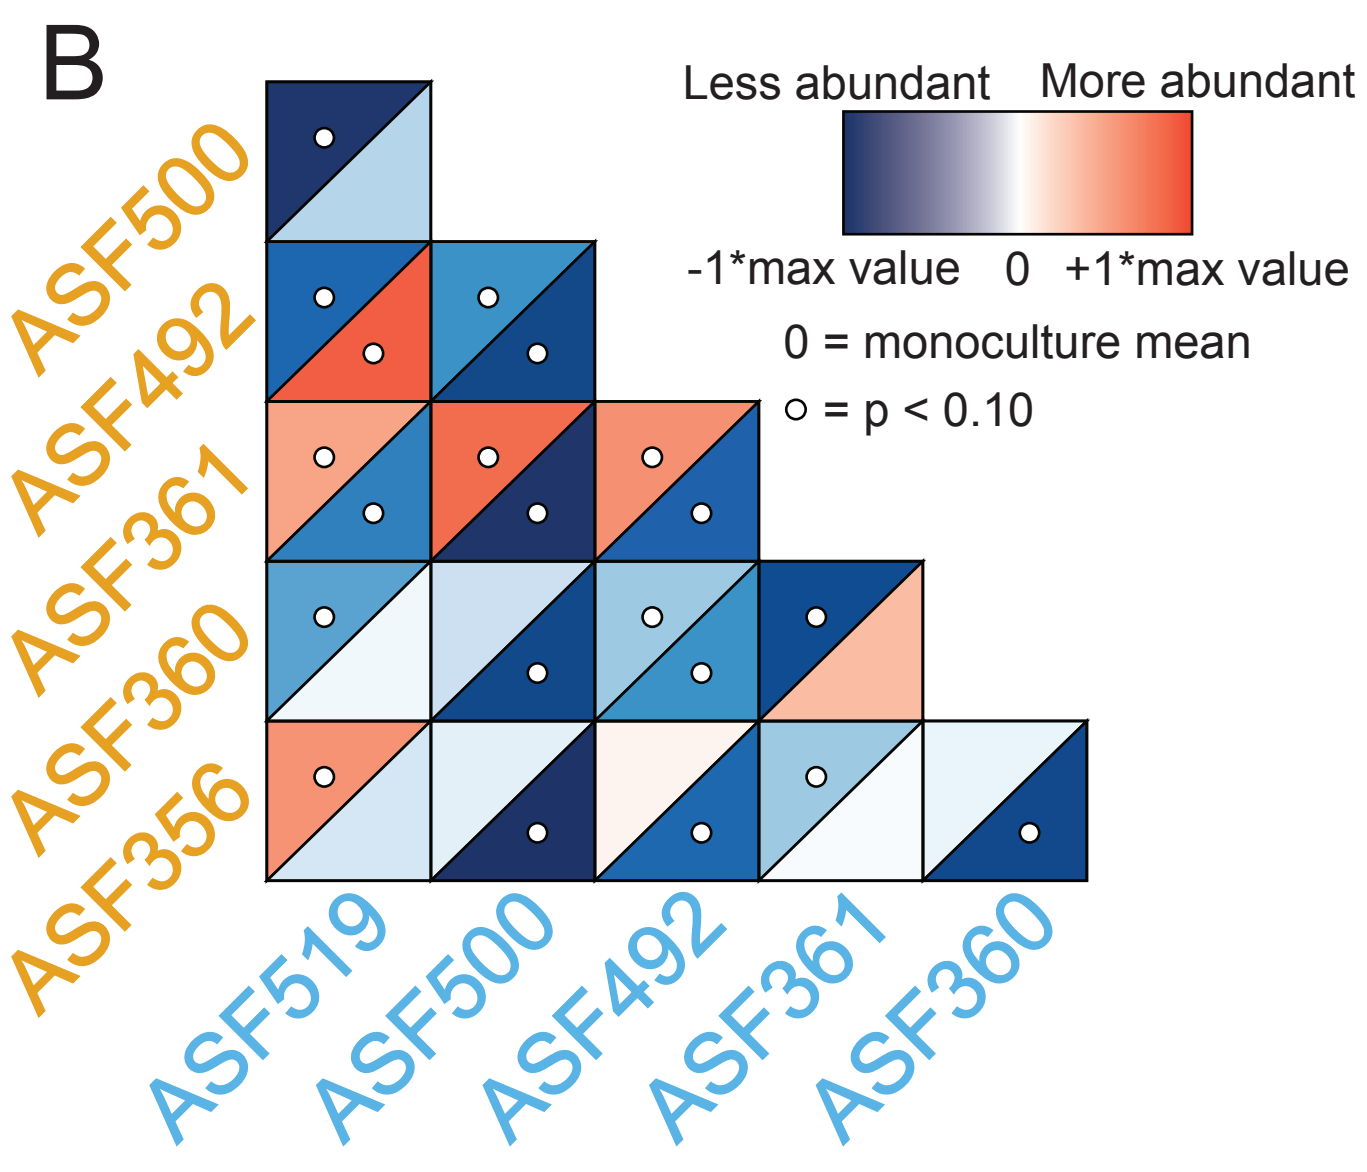 B
Less abundant More abundant
-1*max value 0 +1*max value
0 = monoculture mean
= p < 0.10
ASF500
ASF492
ASF361
ASF360
ASF356
ASF519
ASF500
ASF492
ASF361
ASF360